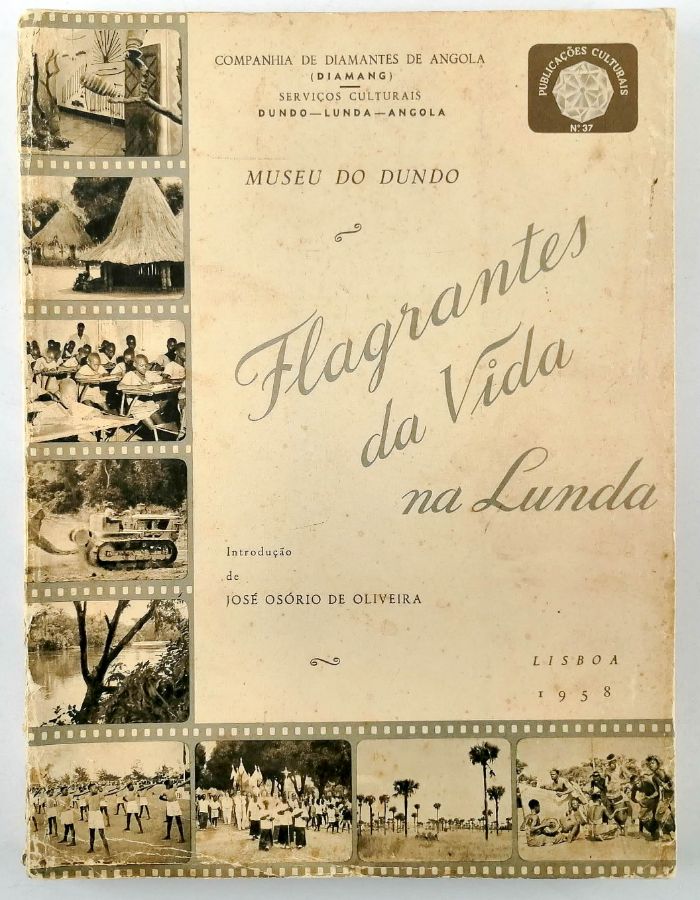 COMPANHIA DE DIAMANTES DE ANGOLA
(DIAMANG)
SERVIÇOS CULTURAIS
DUNDO—LUNDA—ANGOLA
PUBLICAÇÕES CULTURAIS
N.º 37
MUSEU DO DUNDO
Flagrantes
da Vida
na Lunda
Introdução
de
JOSÉ OSÓRIO DE OLIVEIRA
LISBOA
1958